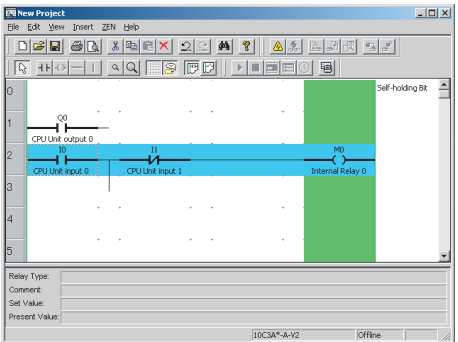 New Project
File Edit View Insert ZEN Help
0 Self-holding Bit
1 Q0
CPU Unit output 0
2 I0 I1 M0
CPU Unit input 0 CPU Unit input 1 Internal Relay 0
3
4
5
Relay Type:
Comment:
Set Value:
Present Value:
10C3A*-A-V2 Offline